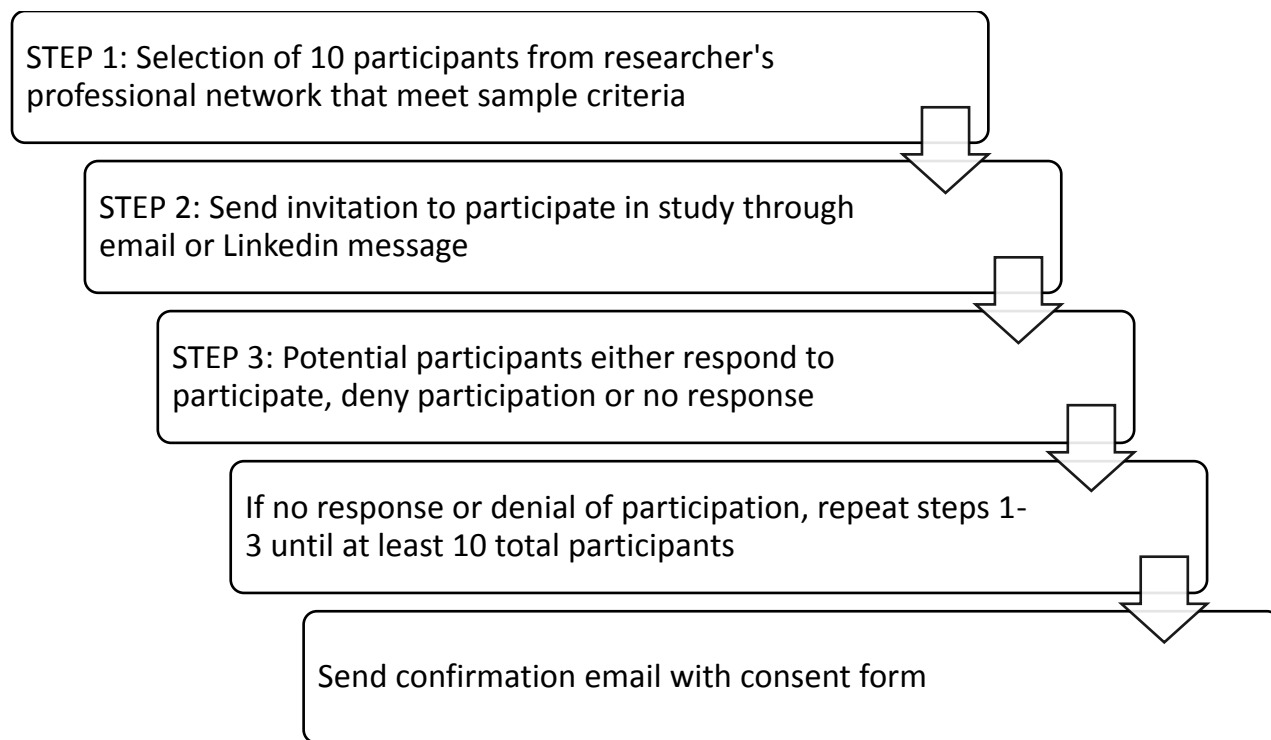 STEP 1: Selection of 10 participants from researcher's
professional network that meet sample criteria
STEP 2: Send invitation to participate in study through
email or Linkedin message
STEP 3: Potential participants either respond to
participate, deny participation or no response
If no response or denial of participation, repeat steps 1-
3 until at least 10 total participants
Send confirmation email with consent form